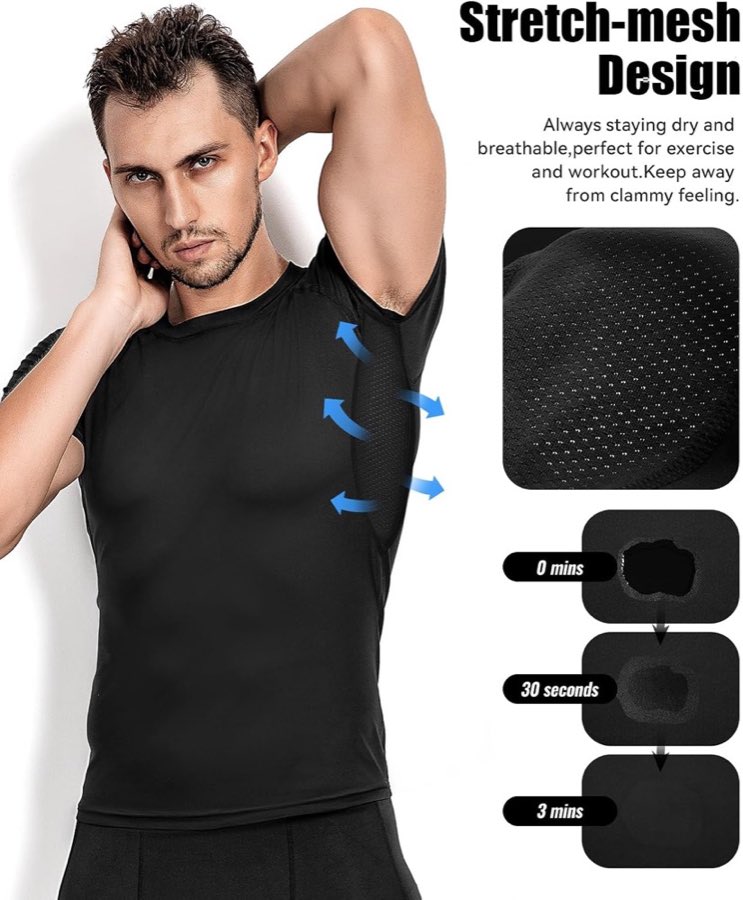 Stretch-mesh
Design
Always staying dry and
breathable,perfect for exercise
and workout.Keep away
from clammy feeling.
0 mins
30 seconds
3 mins